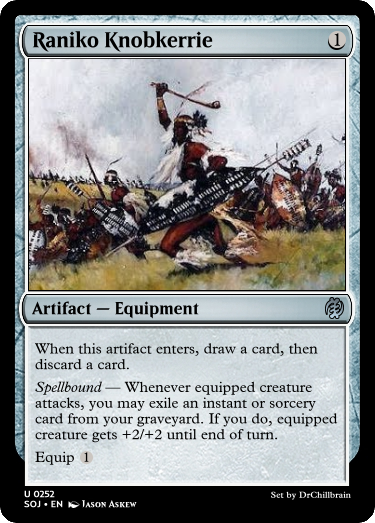 Raniko Knobkerrie 1
Artifact — Equipment
When this artifact enters, draw a card, then
discard a card.
Spellbound — Whenever equipped creature
attacks, you may exile an instant or sorcery
card from your graveyard. If you do, equipped
creature gets +2/+2 until end of turn.
Equip 1
U 0252
SOJ • EN Jason Askew
Set by DrChillbrain